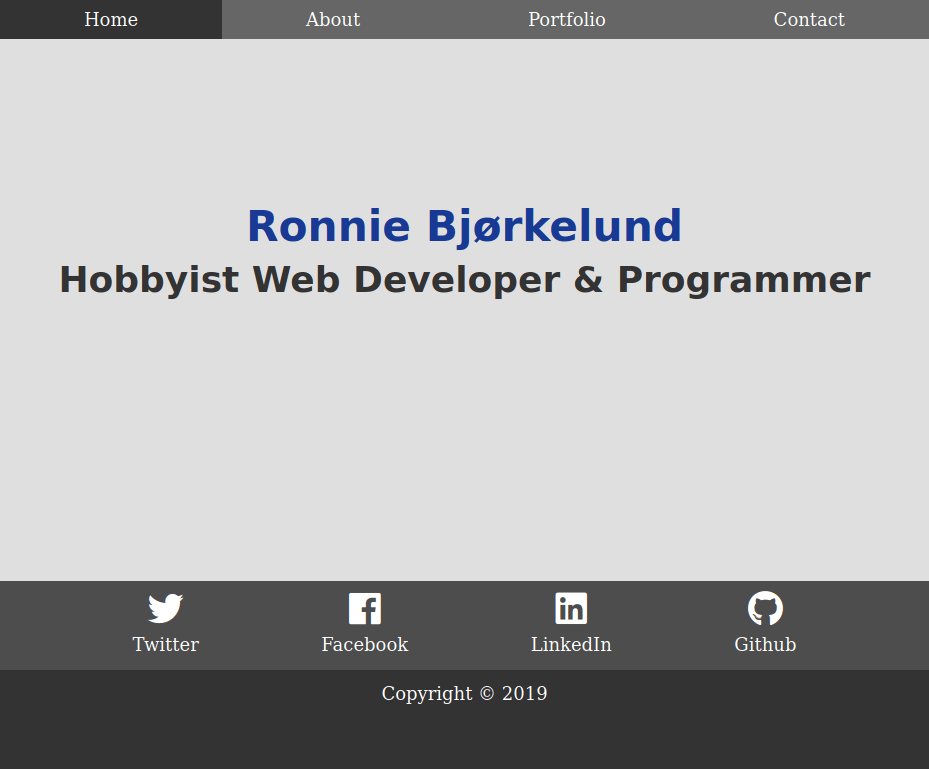 Home About Portfolio Contact
Ronnie Bjørkelund
Hobbyist Web Developer & Programmer
Twitter Facebook LinkedIn Github
Copyright © 2019